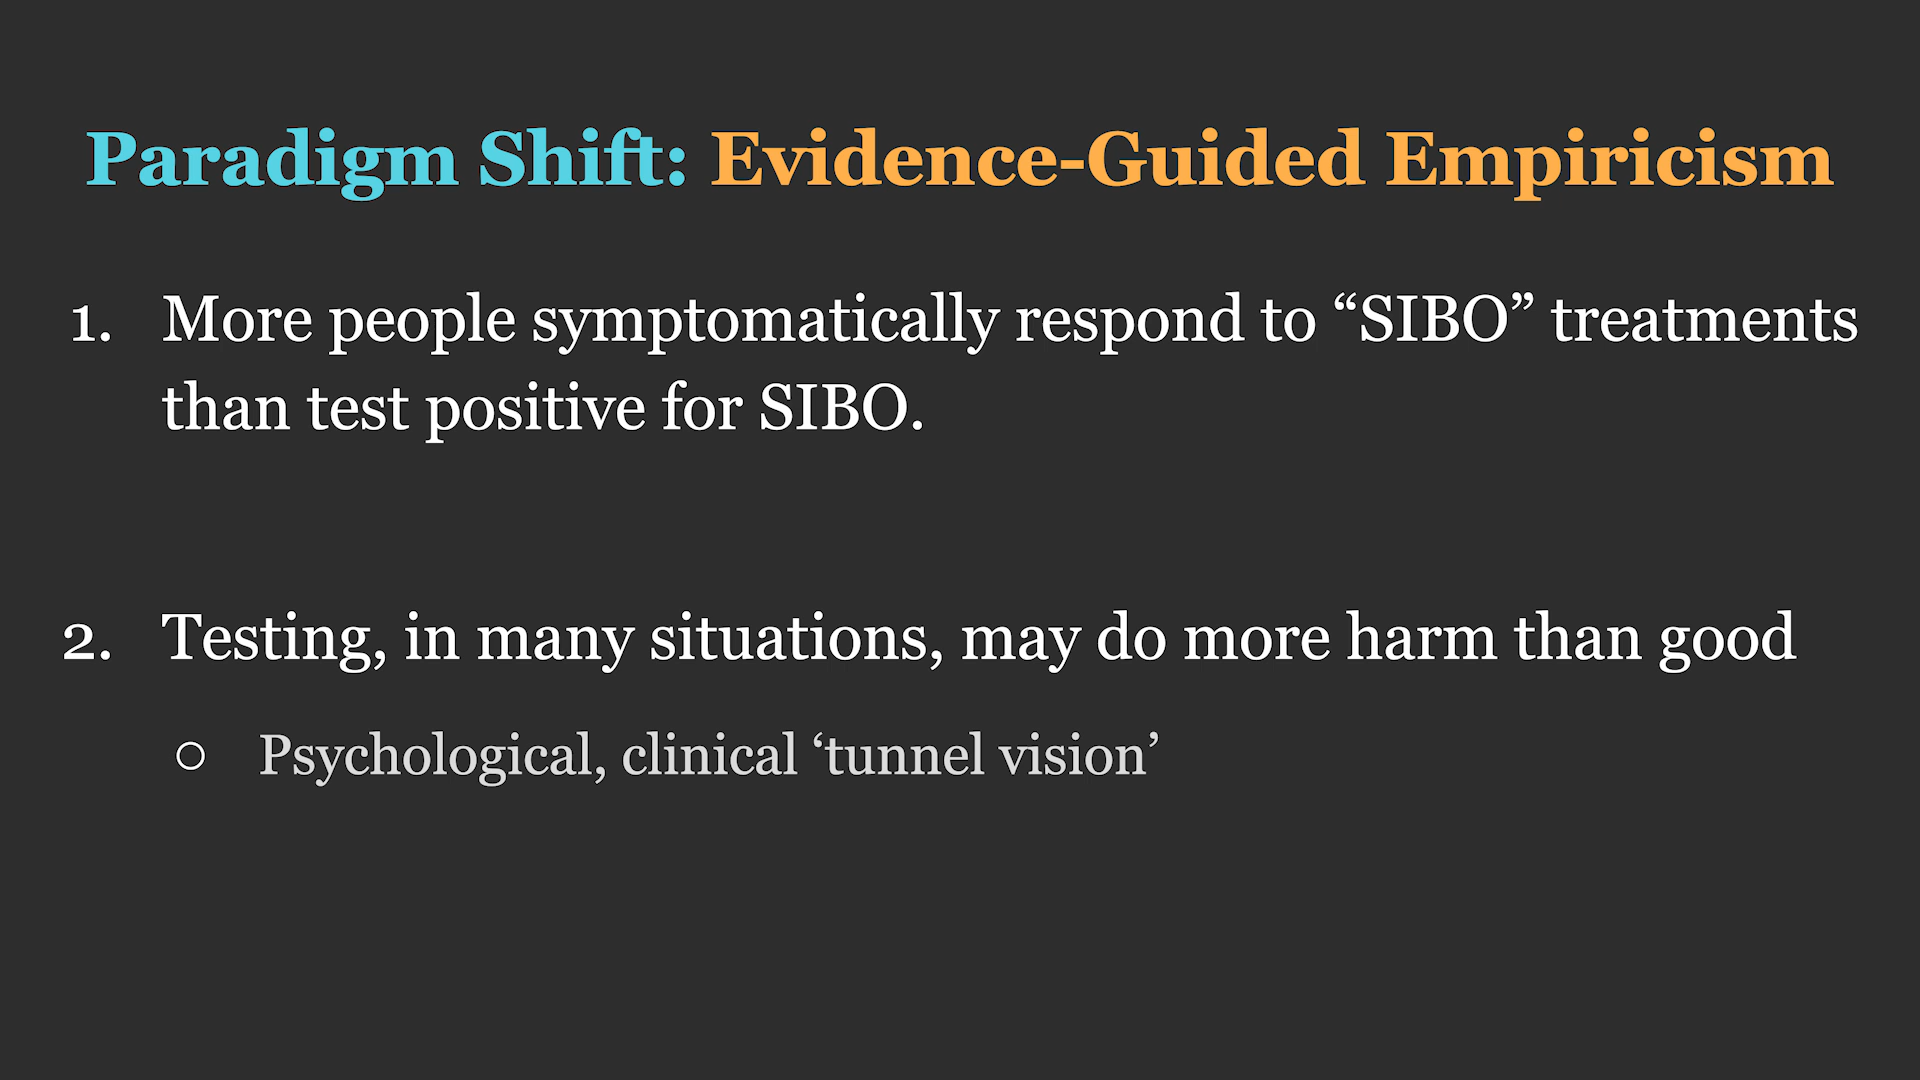 Paradigm Shift: Evidence-Guided Empiricism
1. More people symptomatically respond to “SIBO” treatments
than test positive for SIBO.
2. Testing, in many situations, may do more harm than good
○ Psychological, clinical ‘tunnel vision’